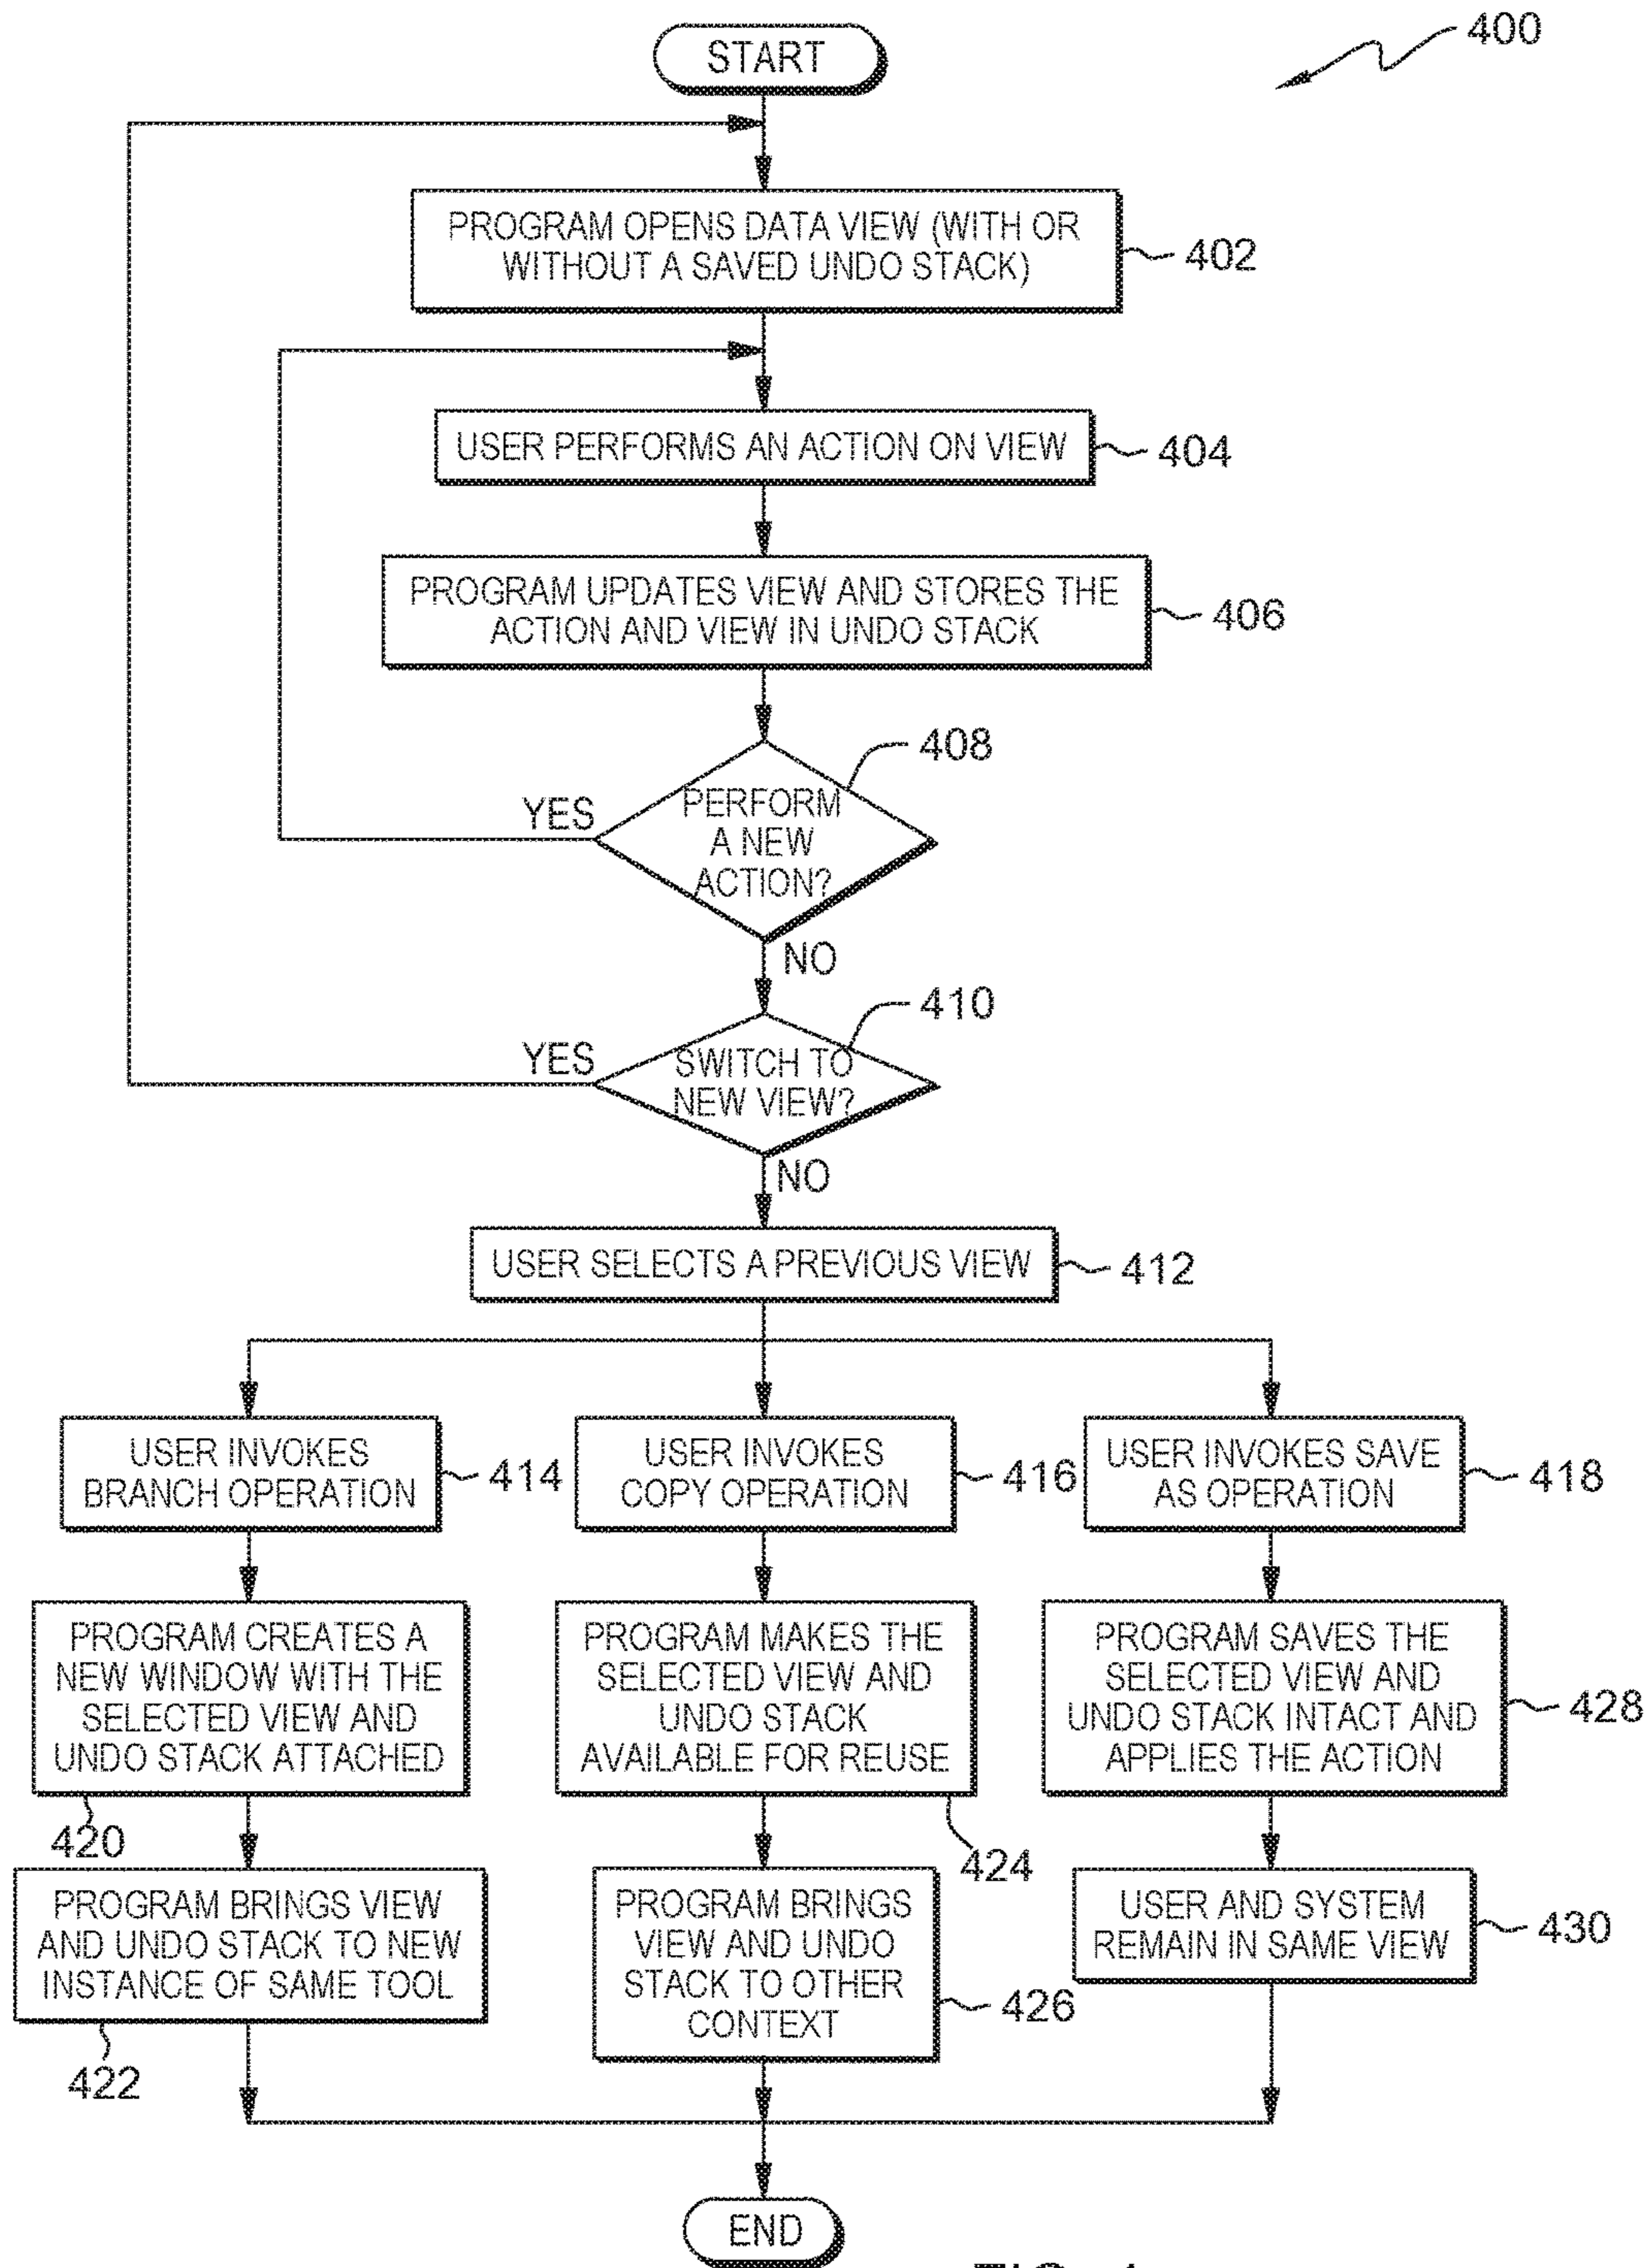 400
START
PROGRAM OPENS DATA VIEW (WITH OR
WITHOUT A SAVED UNDO STACK)
402
USER PERFORMS AN ACTION ON VIEW
404
PROGRAM UPDATES VIEW AND STORES THE
ACTION AND VIEW IN UNDO STACK
406
408
PERFORM
A NEW
ACTION?
YES
NO
410
SWITCH TO
NEW VIEW?
YES
NO
USER SELECTS A PREVIOUS VIEW
412
USER INVOKES
BRANCH OPERATION
414
USER INVOKES
COPY OPERATION
416
USER INVOKES SAVE
AS OPERATION
418
PROGRAM CREATES A
NEW WINDOW WITH THE
SELECTED VIEW AND
UNDO STACK ATTACHED
420
PROGRAM MAKES THE
SELECTED VIEW AND
UNDO STACK
AVAILABLE FOR REUSE
424
PROGRAM SAVES THE
SELECTED VIEW AND
UNDO STACK INTACT AND
APPLIES THE ACTION
428
PROGRAM BRINGS VIEW
AND UNDO STACK TO NEW
INSTANCE OF SAME TOOL
422
PROGRAM BRINGS
VIEW AND UNDO
STACK TO OTHER
CONTEXT
426
USER AND SYSTEM
REMAIN IN SAME VIEW
430
END